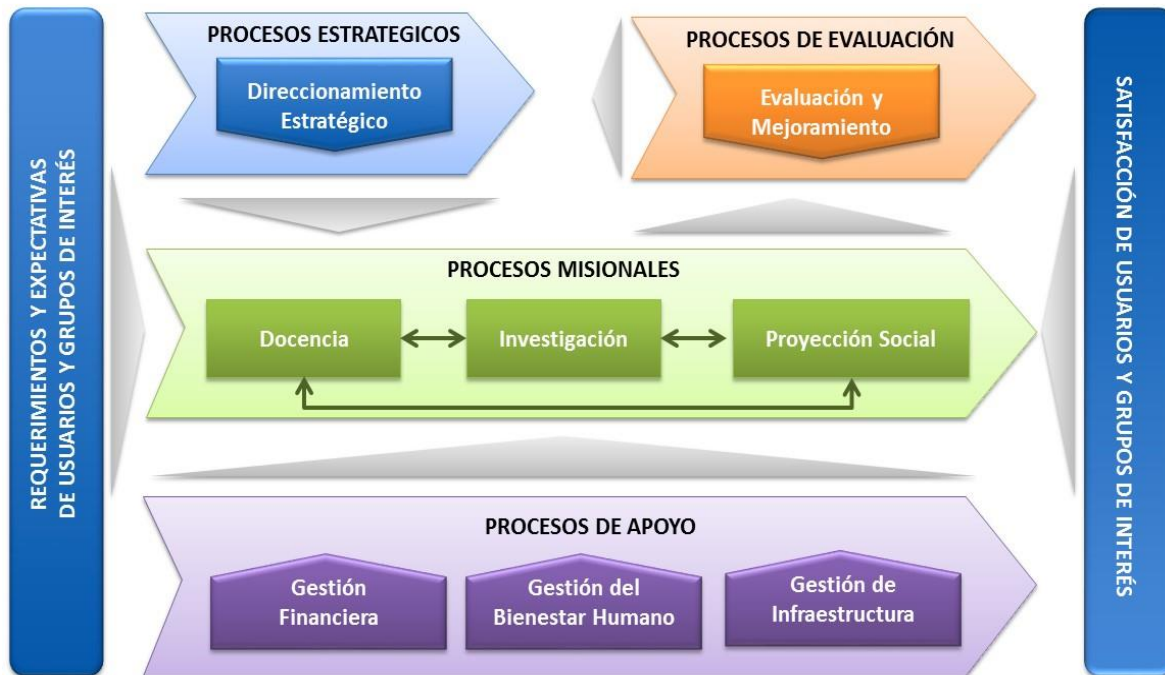 REQUERIMIENTOS Y EXPECTATIVAS
DE USUARIOS Y GRUPOS DE INTERÉS
PROCESOS ESTRATEGICOS
Direccionamiento
Estratégico
PROCESOS DE EVALUACIÓN
Evaluación y
Mejoramiento
PROCESOS MISIONALES
Docencia
Investigación
Proyección Social
PROCESOS DE APOYO
Gestión
Financiera
Gestión del
Bienestar Humano
Gestión de
Infraestructura
SATISFACCIÓN DE USUARIOS Y GRUPOS DE INTERÉS